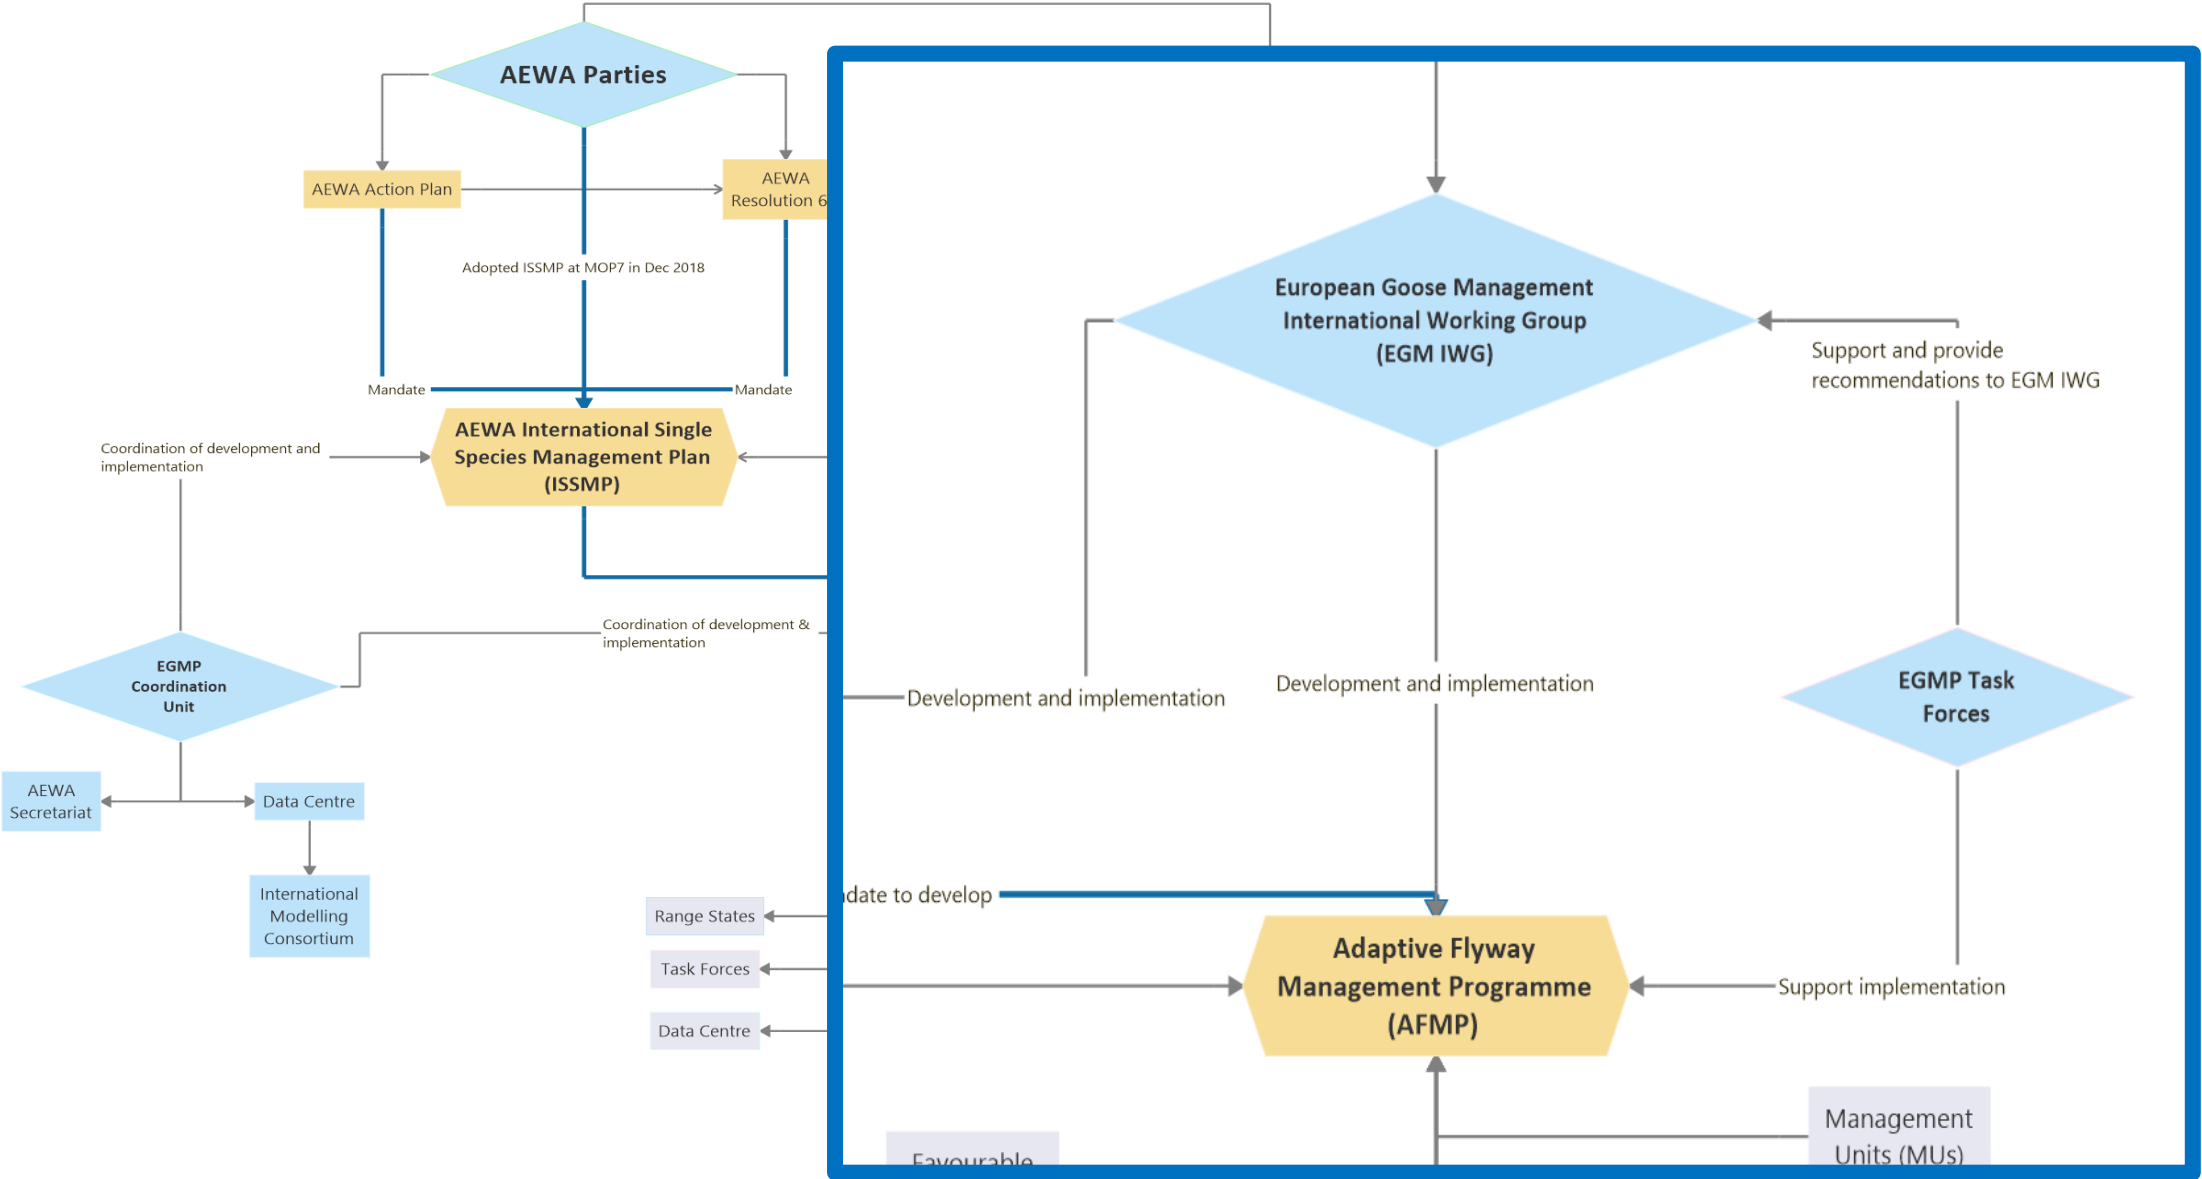 AEWA Parties
AEWA Action Plan
AEWA
Resolution 6
Adopted ISSMP at MOP7 in Dec 2018
Mandate
Mandate
AEWA International Single
Species Management Plan
(ISSMP)
Coordination of development and
implementation
Coordination of development &
implementation
EGMP
Coordination
Unit
AEWA
Secretariat
Data Centre
International
Modelling
Consortium
Range States
Task Forces
Data Centre
European Goose Management
International Working Group
(EGM IWG)
Support and provide
recommendations to EGM IWG
Development and implementation
Development and implementation
EGMP Task
Forces
date to develop
Adaptive Flyway
Management Programme
(AFMP)
Support implementation
Management
Units (MUs)
Favourable